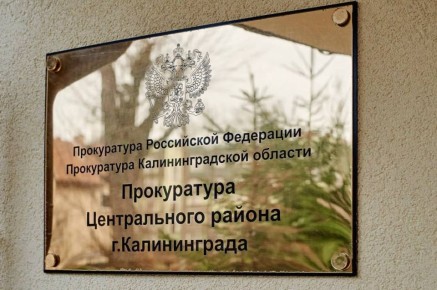 Прокуратура Российской Федерации
Прокуратура Калининградской области
Прокуратура
Центрального района
г.Калининграда